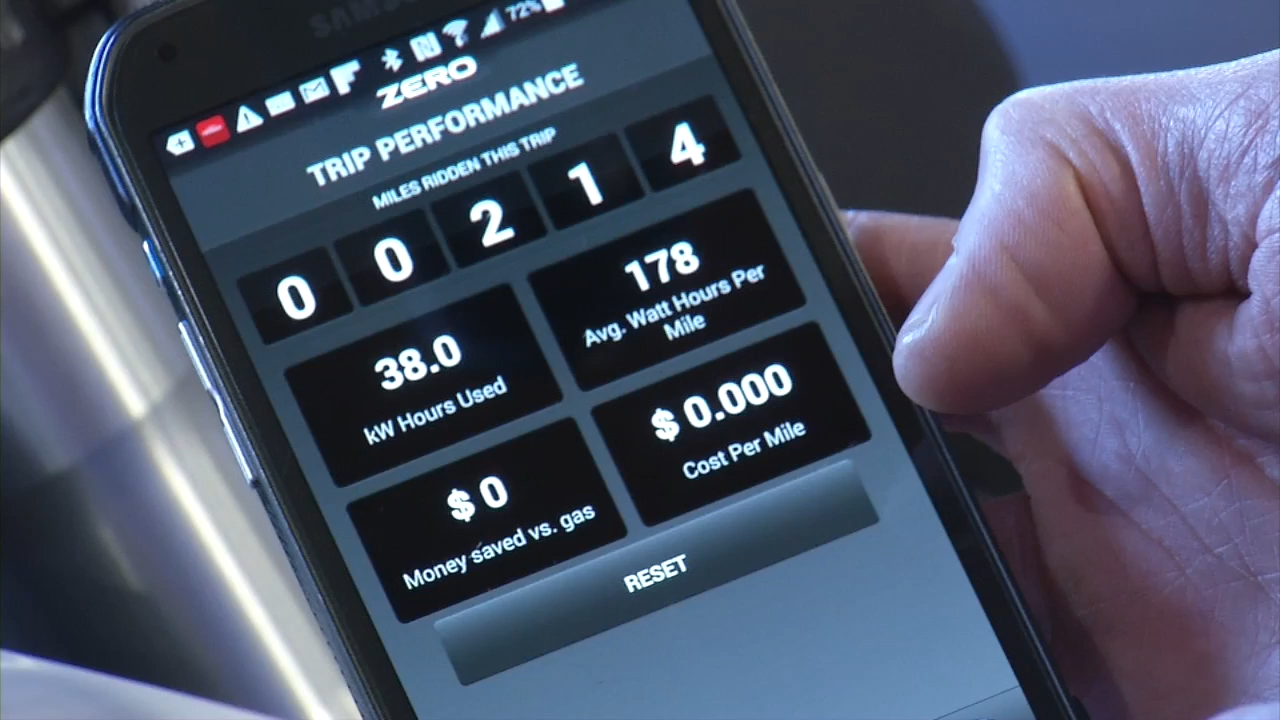 SAMSUNG
72%
ZERO
TRIP PERFORMANCE
MILES RIDDEN THIS TRIP
0 0 2 1 4
38.0
kW Hours Used
178
Avg. Watt Hours Per
Mile
$ 0
Money saved vs. gas
$ 0.000
Cost Per Mile
RESET